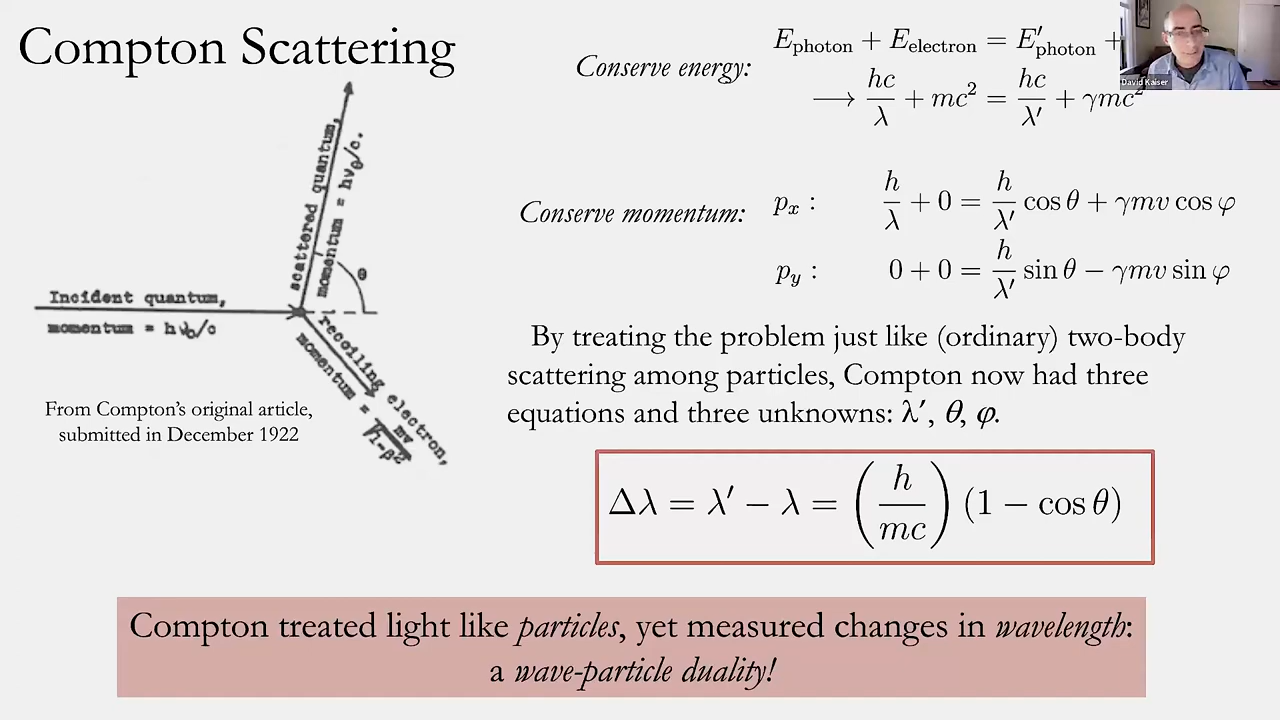 Compton Scattering
Conserve energy:
E_photon + E_electron = E'_photon +
⟶ hc/λ + mc² = hc/λ' + γmc²
David Kaiser
Conserve momentum:
p_x : h/λ + 0 = h/λ' cos θ + γmv cos φ
p_y : 0 + 0 = h/λ' sin θ − γmv sin φ
scattered quantum,
momentum = hν_θ/c.
θ
Incident quantum,
momentum = hν₀/c
recoiling electron,
momentum = mv/√1-β²
From Compton's original article,
submitted in December 1922
By treating the problem just like (ordinary) two-body
scattering among particles, Compton now had three
equations and three unknowns: λ', θ, φ.
Δλ = λ' − λ = (h/mc) (1 − cos θ)
Compton treated light like particles, yet measured changes in wavelength:
a wave-particle duality!